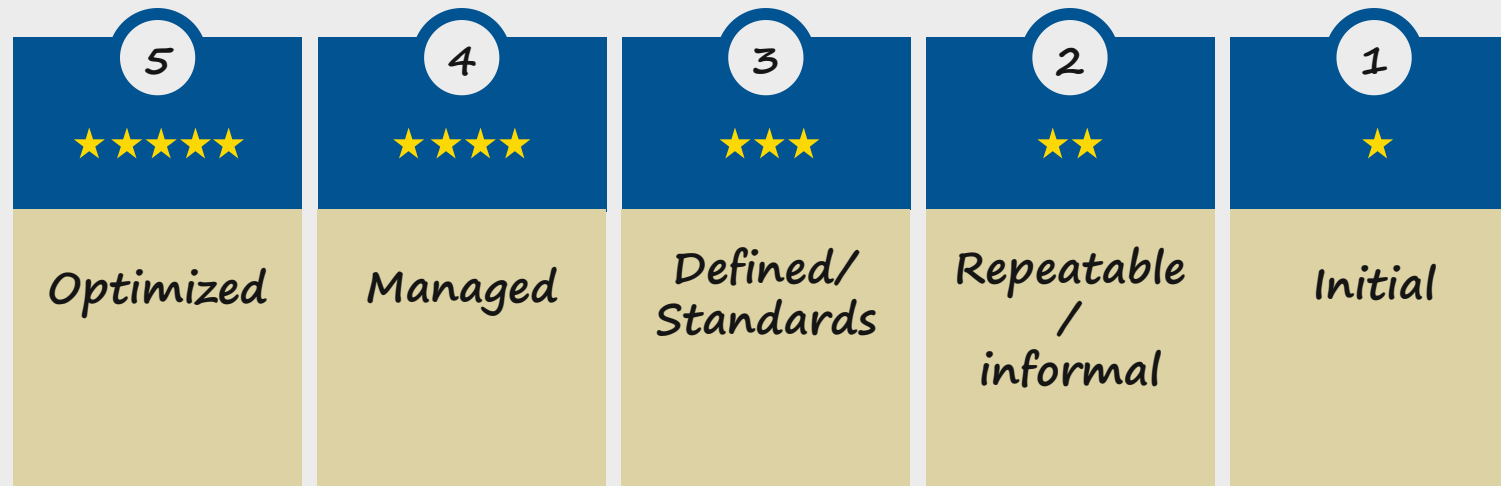 5
★★★★★
Optimized
4
★★★★
Managed
3
★★★
Defined/
Standards
2
★★
Repeatable
/
informal
1
★
Initial